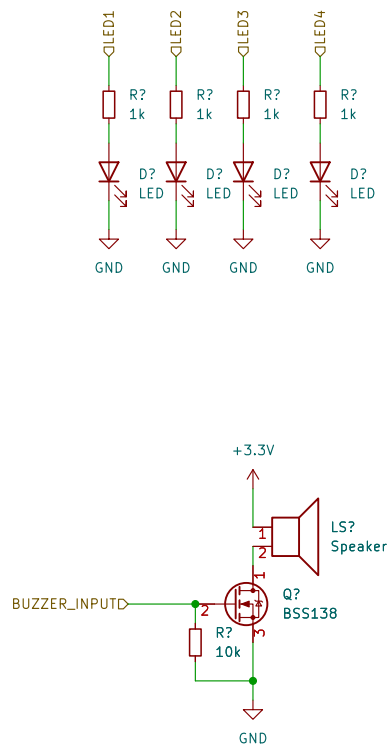 LED1 LED2 LED3 LED4
R? R? R? R?
1k 1k 1k 1k
D? D? D? D?
LED LED LED LED
GND GND GND GND
+3.3V
1
LS?
2
Speaker
1
Q?
BUZZER_INPUT
2
BSS138
R?
3
10k
GND